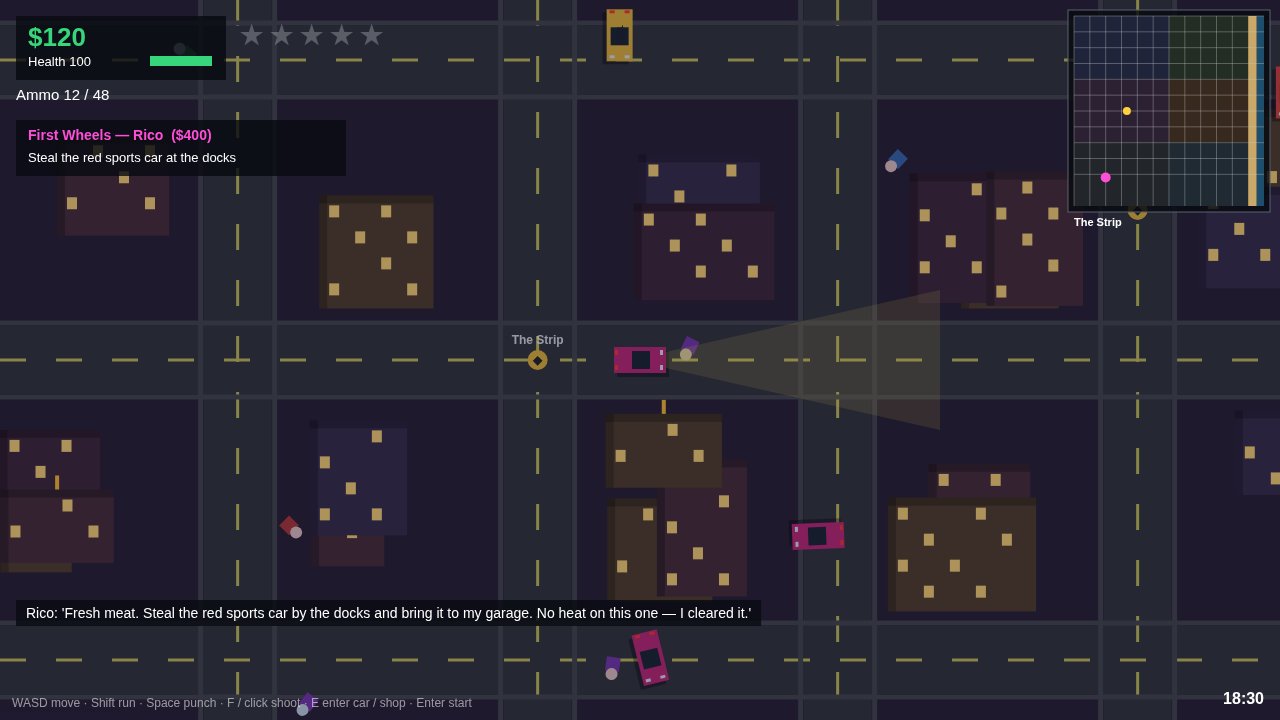 $120
Health 100
Ammo 12 / 48
First Wheels — Rico ($400)
Steal the red sports car at the docks
The Strip
The Strip
Rico: 'Fresh meat. Steal the red sports car by the docks and bring it to my garage. No heat on this one — I cleared it.'
WASD move · Shift run · Space punch · F / click shoot · E enter car / shop · Enter start
18:30